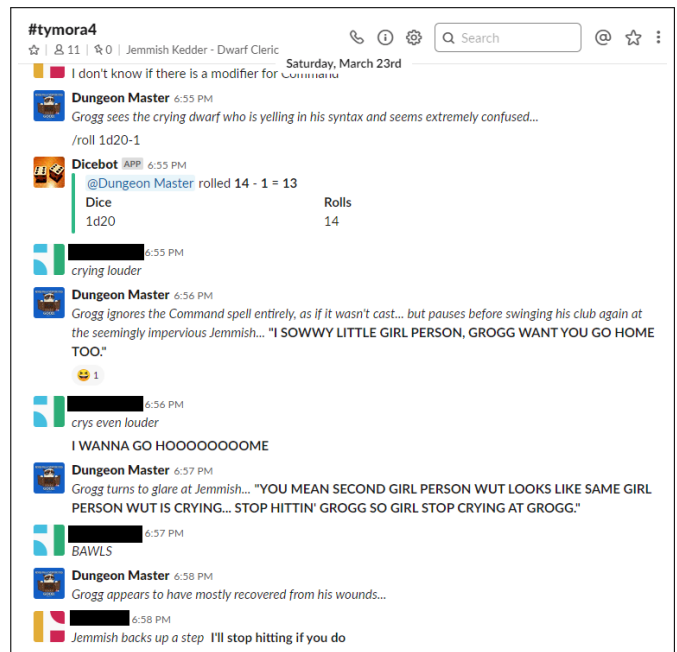 #tymora4
11 | 0 | Jemmish Kedder - Dwarf Cleric
Search
Saturday, March 23rd
I don't know if there is a modifier for Command
Dungeon Master 6:55 PM
Grogg sees the crying dwarf who is yelling in his syntax and seems extremely confused...
/roll 1d20-1
Dicebot APP 6:55 PM
@Dungeon Master rolled 14 - 1 = 13
Dice Rolls
1d20 14
6:55 PM
crying louder
Dungeon Master 6:56 PM
Grogg ignores the Command spell entirely, as if it wasn't cast... but pauses before swinging his club again at
the seemingly impervious Jemmish... "I SOWWY LITTLE GIRL PERSON, GROGG WANT YOU GO HOME
TOO."
1
6:56 PM
crys even louder
I WANNA GO HOOOOOOOOME
Dungeon Master 6:57 PM
Grogg turns to glare at Jemmish... "YOU MEAN SECOND GIRL PERSON WUT LOOKS LIKE SAME GIRL
PERSON WUT IS CRYING... STOP HITTIN' GROGG SO GIRL STOP CRYING AT GROGG."
6:57 PM
BAWLS
Dungeon Master 6:58 PM
Grogg appears to have mostly recovered from his wounds...
6:58 PM
Jemmish backs up a step I'll stop hitting if you do